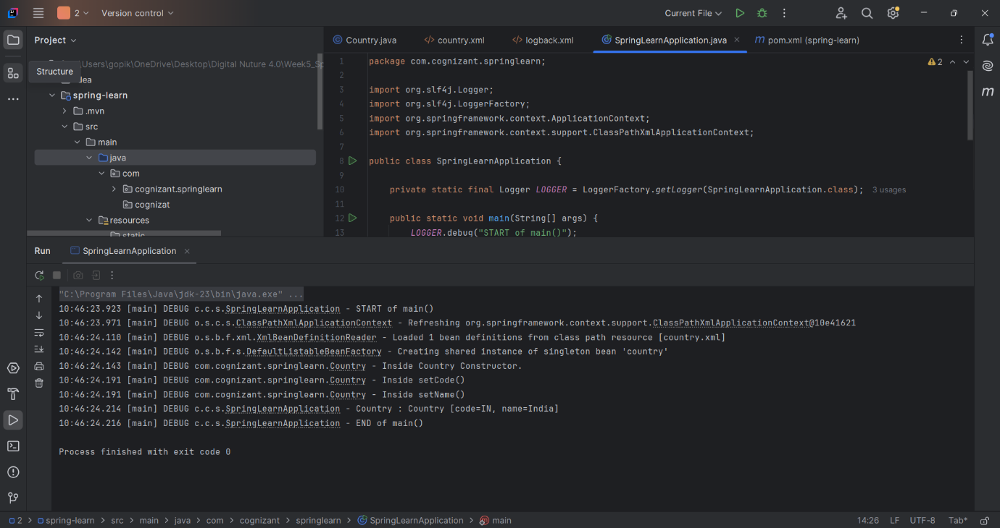 2 Version control Current File
Project
Users\gopik\OneDrive\Desktop\Digital Nuture 4.0\Week5_Sp
Structure
dea
spring-learn
.mvn
src
main
java
com
cognizant.springlearn
cognizat
resources
static
Country.java country.xml logback.xml SpringLearnApplication.java m pom.xml (spring-learn)
2
1 package com.cognizant.springlearn;
2
3 import org.slf4j.Logger;
4 import org.slf4j.LoggerFactory;
5 import org.springframework.context.ApplicationContext;
6 import org.springframework.context.support.ClassPathXmlApplicationContext;
7
8 public class SpringLearnApplication {
9
10 private static final Logger LOGGER = LoggerFactory.getLogger(SpringLearnApplication.class); 3 usages
11
12 public static void main(String[] args) {
13 LOGGER.debug("START of main()");
Run SpringLearnApplication
"C:\Program Files\Java\jdk-23\bin\java.exe" ...
10:46:23.923 [main] DEBUG c.c.s.SpringLearnApplication - START of main()
10:46:23.971 [main] DEBUG o.s.c.s.ClassPathXmlApplicationContext - Refreshing org.springframework.context.support.ClassPathXmlApplicationContext@10e41621
10:46:24.110 [main] DEBUG o.s.b.f.xml.XmlBeanDefinitionReader - Loaded 1 bean definitions from class path resource [country.xml]
10:46:24.142 [main] DEBUG o.s.b.f.s.DefaultListableBeanFactory - Creating shared instance of singleton bean 'country'
10:46:24.143 [main] DEBUG com.cognizant.springlearn.Country - Inside Country Constructor.
10:46:24.191 [main] DEBUG com.cognizant.springlearn.Country - Inside setCode()
10:46:24.191 [main] DEBUG com.cognizant.springlearn.Country - Inside setName()
10:46:24.214 [main] DEBUG c.c.s.SpringLearnApplication - Country : Country [code=IN, name=India]
10:46:24.216 [main] DEBUG c.c.s.SpringLearnApplication - END of main()
Process finished with exit code 0
2 > spring-learn > src > main > java > com > cognizant > springlearn > SpringLearnApplication > main 14:26 LF UTF-8 Tab*